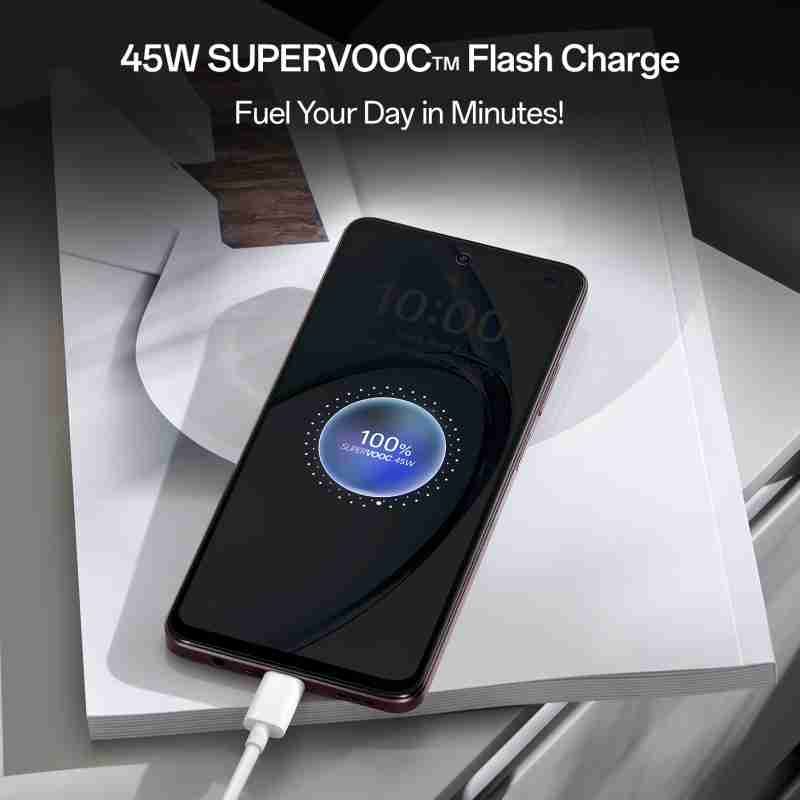 45W SUPERVOOC™ Flash Charge
Fuel Your Day in Minutes!
10:00
100%
SUPERVOOC 45W